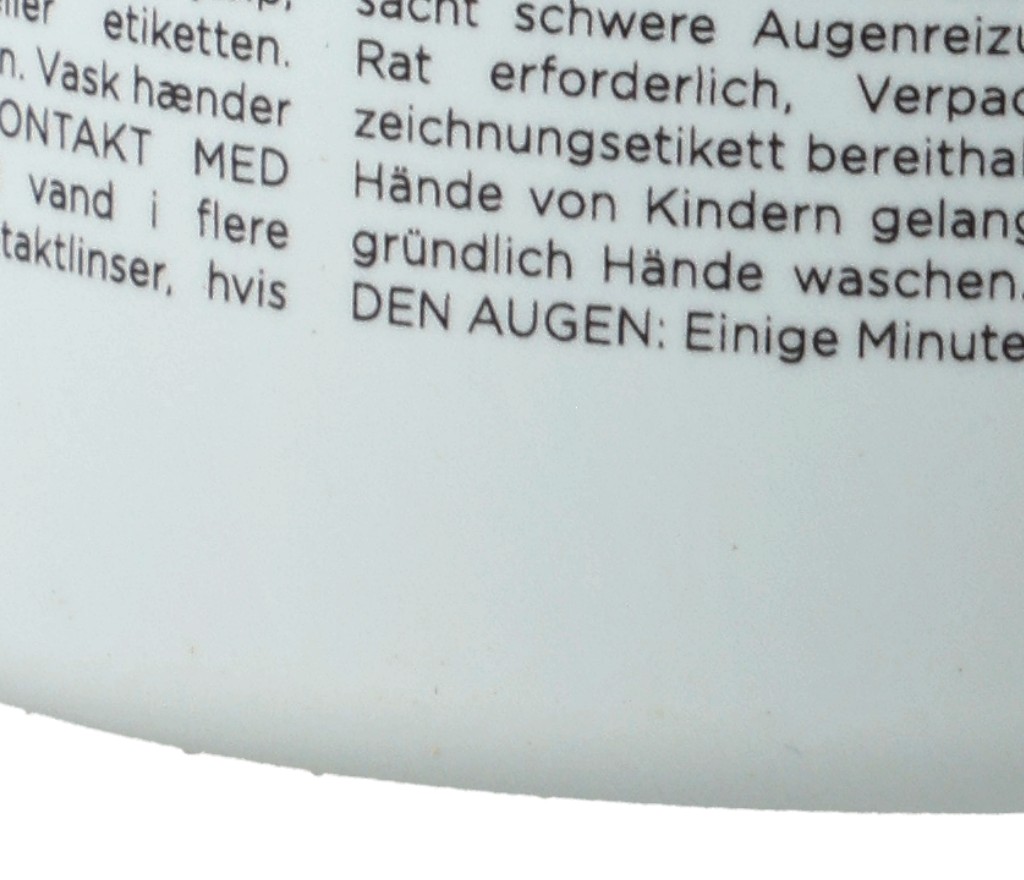 etiketten.
n. Vask hænder
ONTAKT MED
vand i flere
taktlinser, hvis
sacht schwere Augenreizu
Rat erforderlich, Verpac
zeichnungsetikett bereithal
Hände von Kindern gelang
gründlich Hände waschen.
DEN AUGEN: Einige Minute